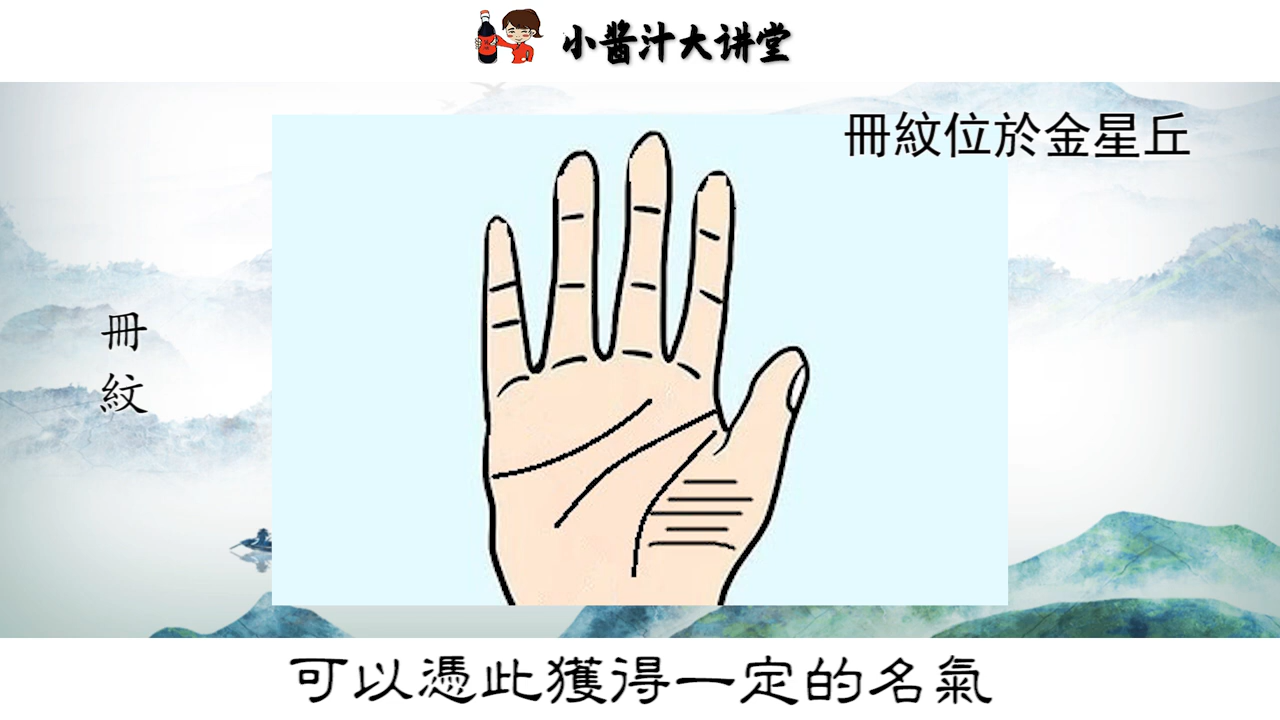 小酱汁大讲堂
冊紋位於金星丘
冊紋
可以憑此獲得一定的名氣